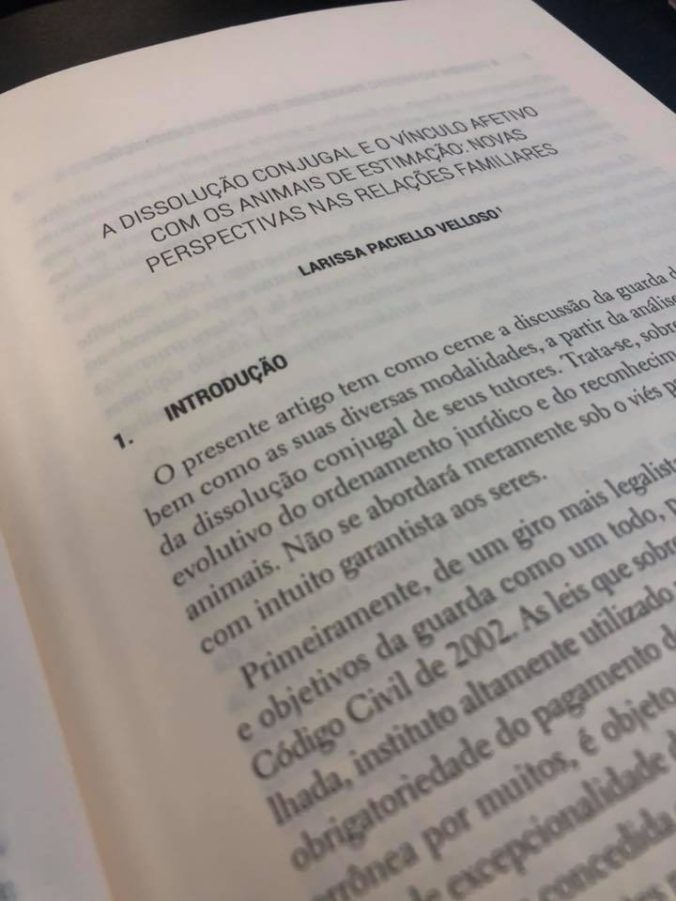 A DISSOLUÇÃO CONJUGAL E O VÍNCULO AFETIVO
COM OS ANIMAIS DE ESTIMAÇÃO: NOVAS
PERSPECTIVAS NAS RELAÇÕES FAMILIARES
LARISSA PACIELLO VELLOSO¹
1. INTRODUÇÃO
O presente artigo tem como cerne a discussão da guarda d
bem como as suas diversas modalidades, a partir da análise
da dissolução conjugal de seus tutores. Trata-se, sobre
evolutivo do ordenamento jurídico e do reconhecim
animais. Não se abordará meramente sob o viés p
com intuito garantista aos seres.
Primeiramente, de um giro mais legalist
e objetivos da guarda como um todo, p
Código Civil de 2002. As leis que sobre
lhada, instituto altamente utilizado
obrigatoriedade do pagamento d
errônea por muitos, é objeto
de excepcionalidade d
concedida